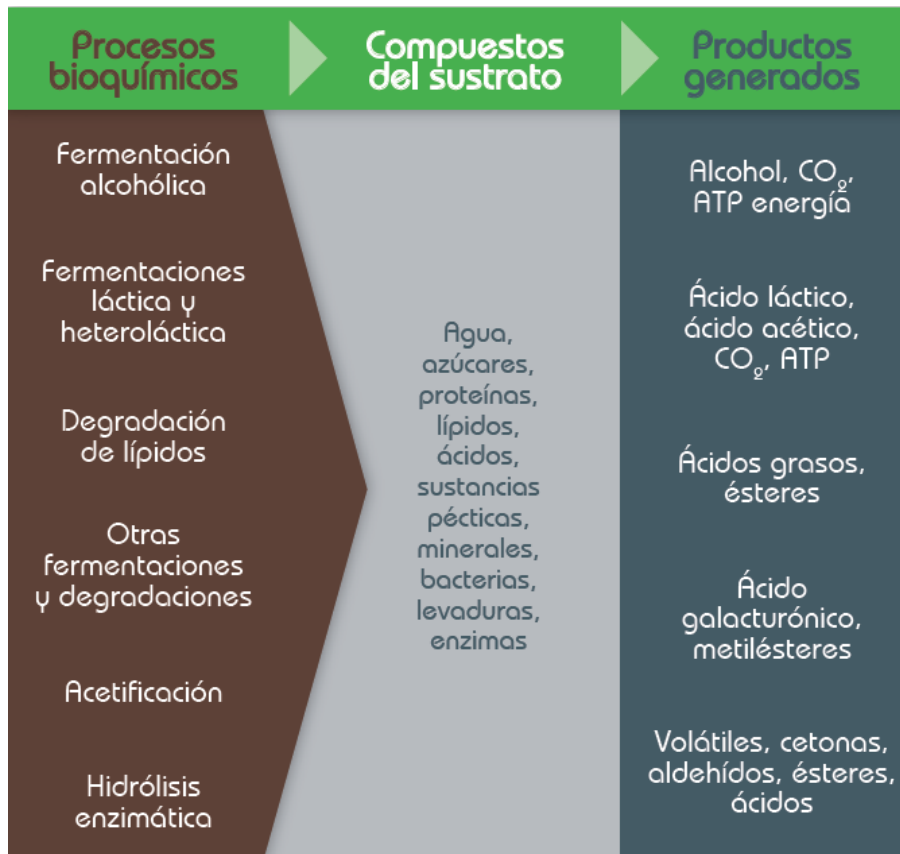 Procesos
bioquímicos
Compuestos
del sustrato
Productos
generados
Fermentación
alcohólica
Fermentaciones
láctica y
heteroláctica
Degradación
de lípidos
Otras
fermentaciones
y degradaciones
Acetificación
Hidrólisis
enzimática
Agua,
azúcares,
proteínas,
lípidos,
ácidos,
sustancias
pécticas,
minerales,
bacterias,
levaduras,
enzimas
Alcohol, CO₂,
ATP energía
Ácido láctico,
ácido acético,
CO₂, ATP
Ácidos grasos,
ésteres
Ácido
galacturónico,
metilésteres
Volátiles, cetonas,
aldehídos, ésteres,
ácidos